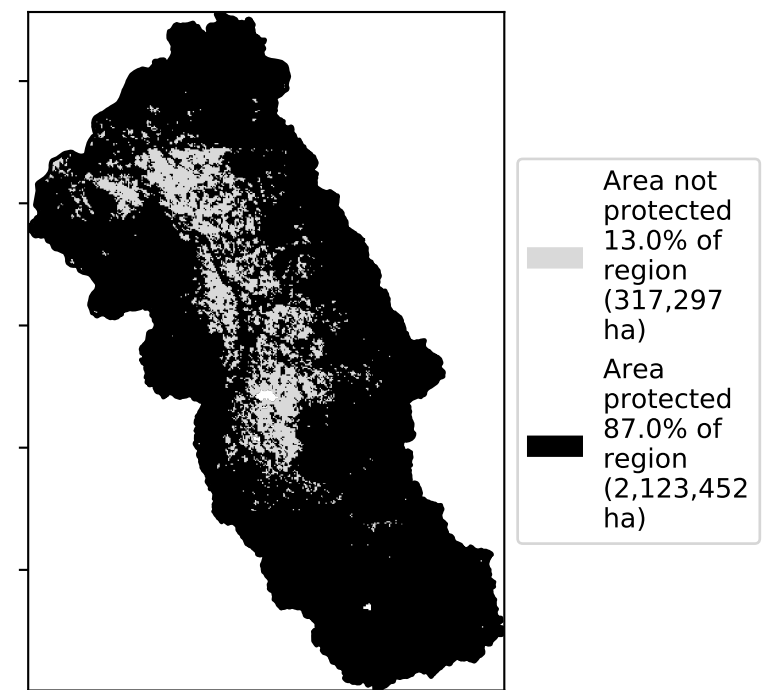 Area not
protected
13.0% of
region
(317,297
ha)
Area
protected
87.0% of
region
(2,123,452
ha)